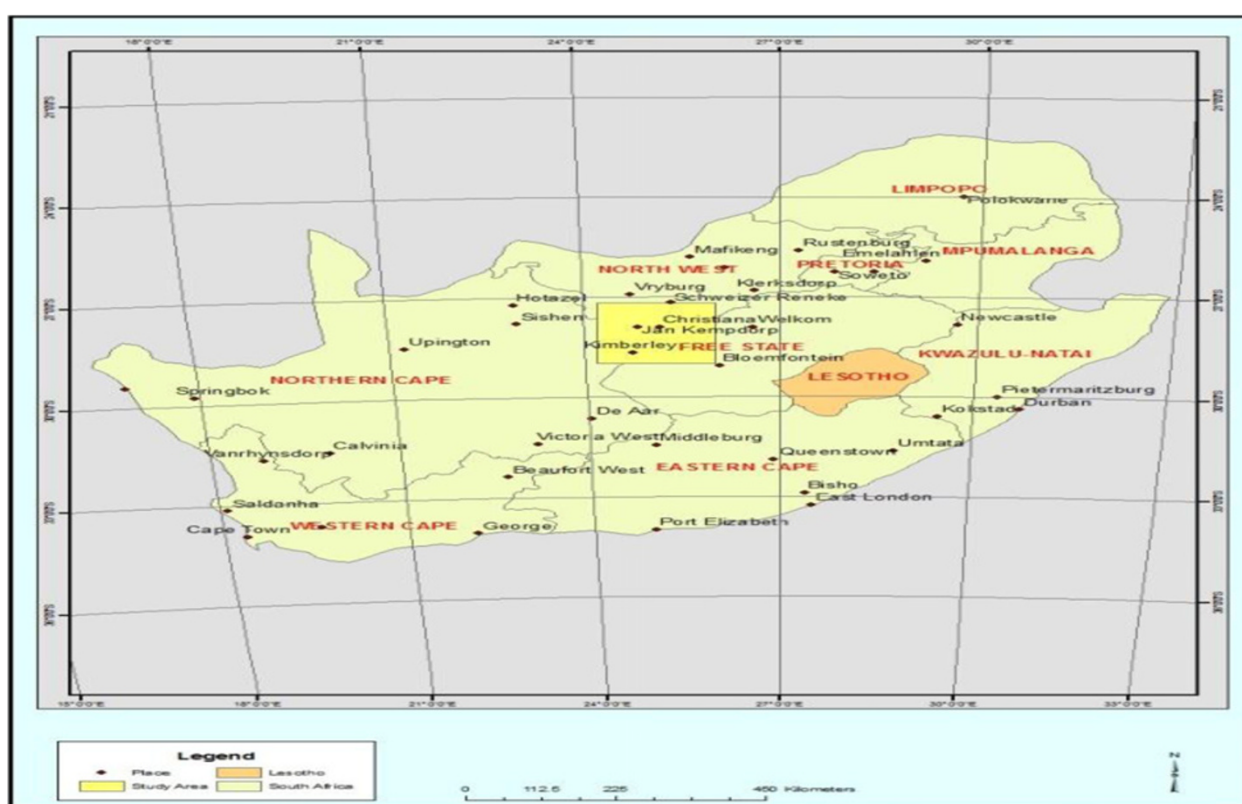 18°0'0"E 21°0'0"E 24°0'0"E 27°0'0"E 30°0'0"E
LIMPOPO
Polokwane
Rustenburg
Mafikeng
Emelahlen
MPUMALANGA
NORTH WEST
PRETORIA
Soweto
Klerksdorp
Vryburg
Schweizer Reneke
Hotazel
Sishen
Christiana
Welkom
Newcastle
Jan Kempdorp
Kimberley
FREE STATE
Upington
Bloemfontein
KWAZULU-NATAI
NORTHERN CAPE
LESOTHO
Springbok
Pietermaritzburg
Durban
De Aar
Kokstad
Victoria West
Middleburg
Umtata
Calvinia
Vanrhynsdorp
Queenstown
Beaufort West
EASTERN CAPE
Bisho
East London
Saldanha
WESTERN CAPE
George
Port Elizabeth
Cape Town
15°0'0"E 18°0'0"E 21°0'0"E 24°0'0"E 27°0'0"E 30°0'0"E 33°0'0"E
Legend
Place
Lesotho
Study Area
South Africa
0 112.5 225 450 Kilometers
N